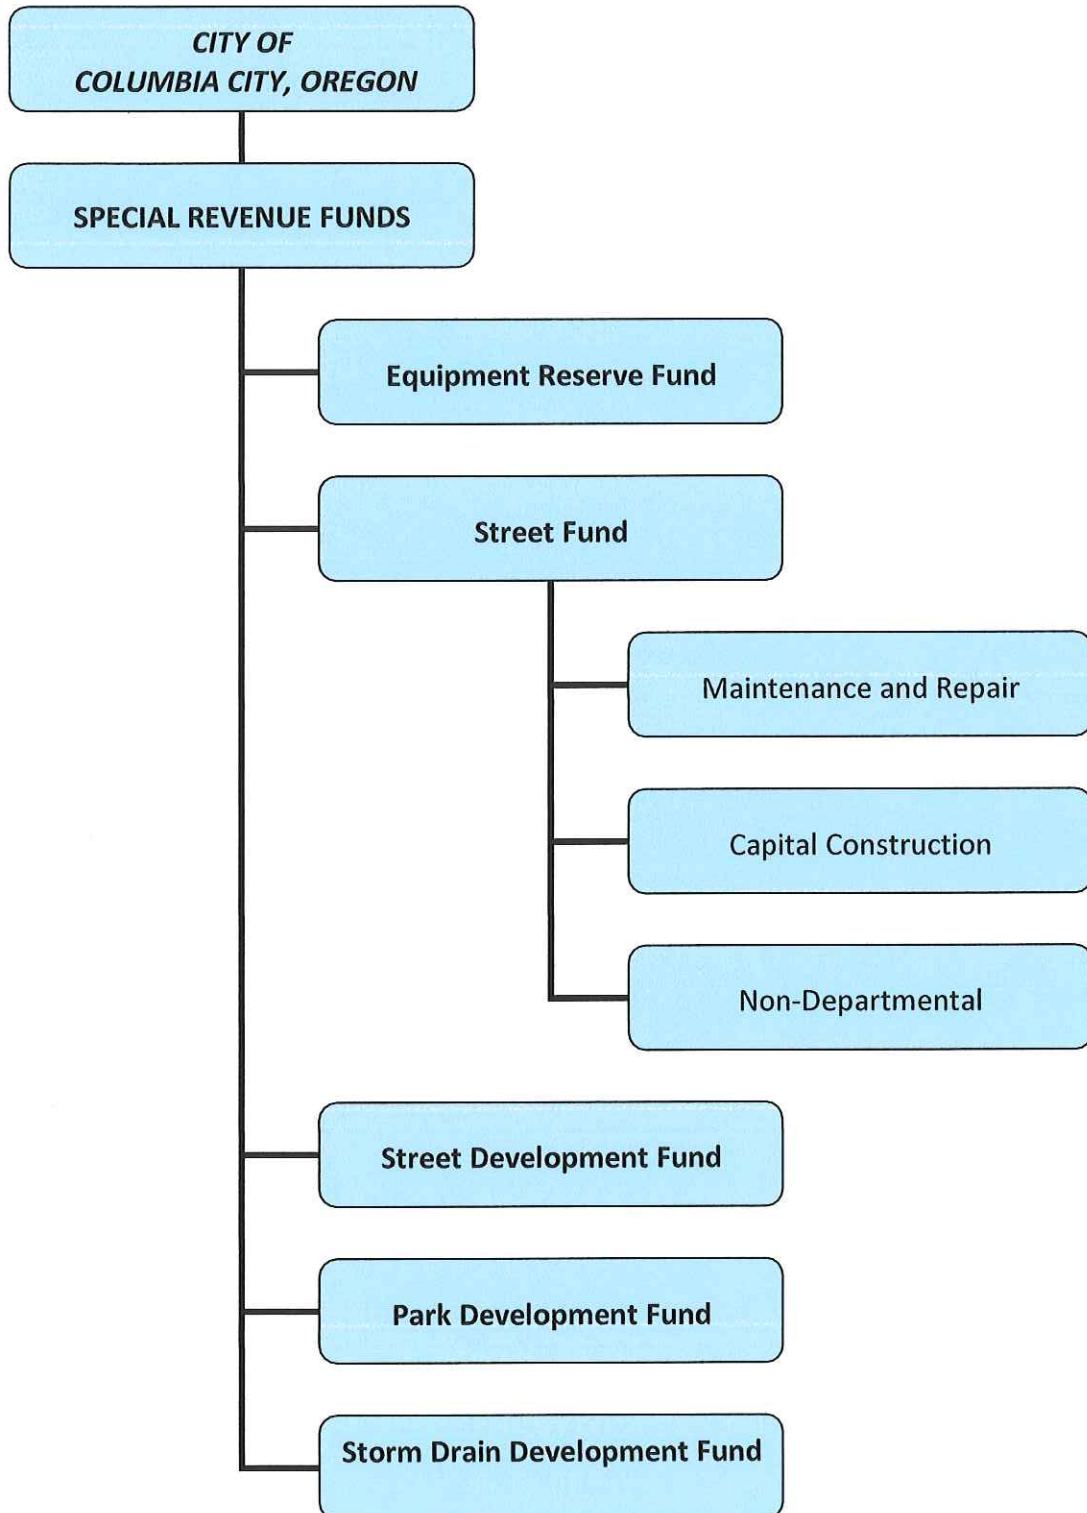 CITY OF
COLUMBIA CITY, OREGON
SPECIAL REVENUE FUNDS
Equipment Reserve Fund
Street Fund
Maintenance and Repair
Capital Construction
Non-Departmental
Street Development Fund
Park Development Fund
Storm Drain Development Fund